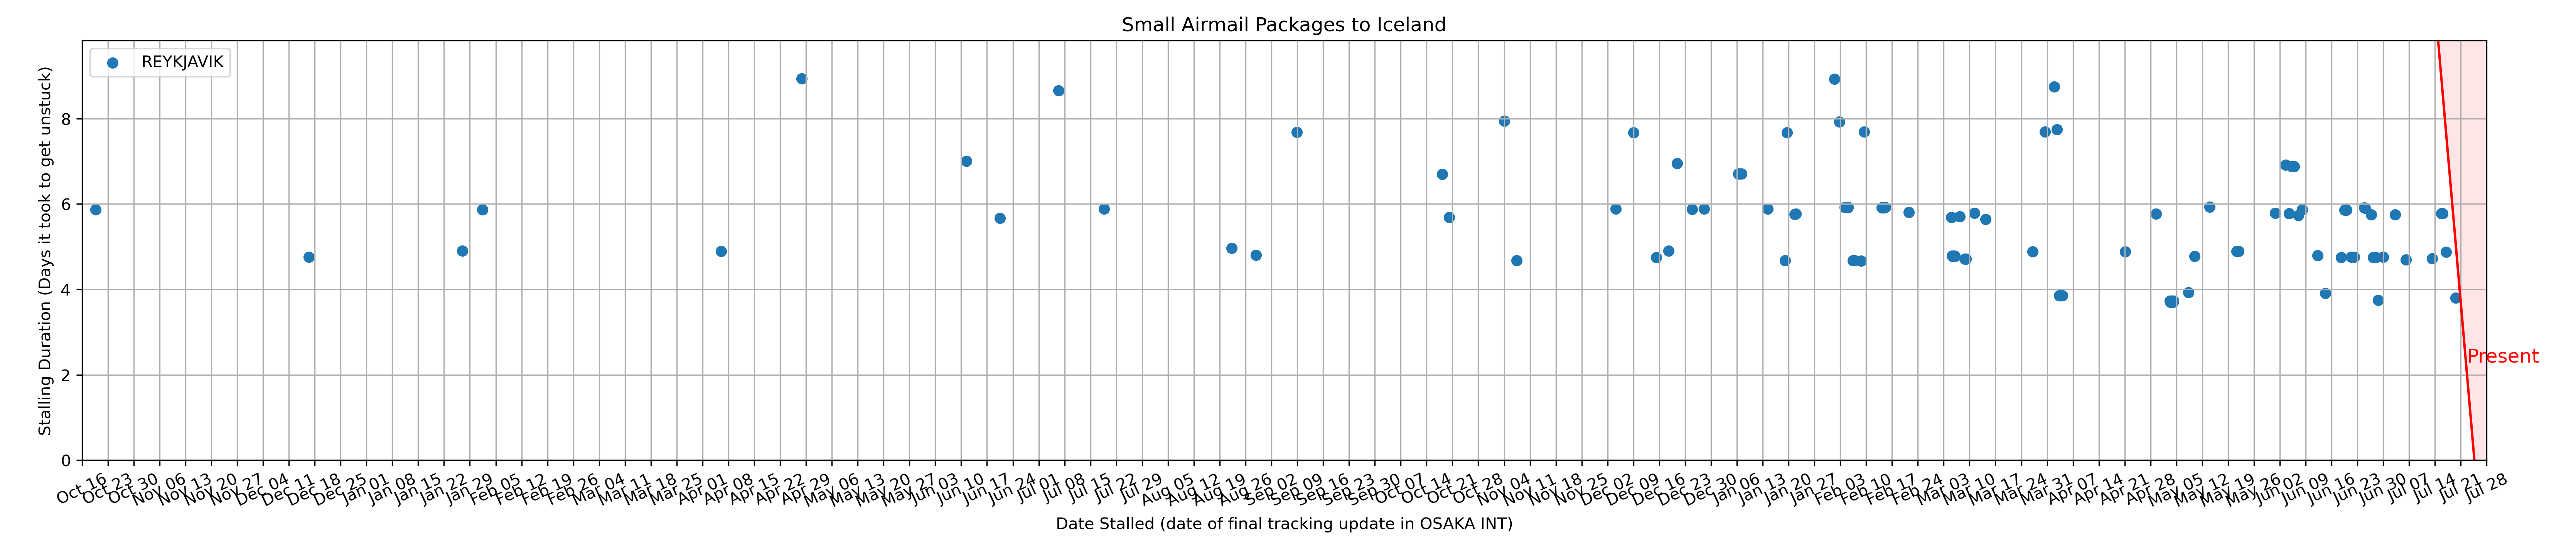 Small Airmail Packages to Iceland
REYKJAVIK
Stalling Duration (Days it took to get unstuck)
8
6
4
2
0
Present
Oct 16
Oct 23
Oct 30
Nov 06
Nov 13
Nov 20
Nov 27
Dec 04
Dec 11
Dec 18
Dec 25
Jan 01
Jan 08
Jan 15
Jan 22
Jan 29
Feb 05
Feb 12
Feb 19
Feb 26
Mar 04
Mar 11
Mar 18
Mar 25
Apr 01
Apr 08
Apr 15
Apr 22
Apr 29
May 06
May 13
May 20
May 27
Jun 03
Jun 10
Jun 17
Jun 24
Jul 01
Jul 08
Jul 15
Jul 22
Jul 29
Aug 05
Aug 12
Aug 19
Aug 26
Sep 02
Sep 09
Sep 16
Sep 23
Sep 30
Oct 07
Oct 14
Oct 21
Oct 28
Nov 04
Nov 11
Nov 18
Nov 25
Dec 02
Dec 09
Dec 16
Dec 23
Dec 30
Jan 06
Jan 13
Jan 20
Jan 27
Feb 03
Feb 10
Feb 17
Feb 24
Mar 03
Mar 10
Mar 17
Mar 24
Mar 31
Apr 07
Apr 14
Apr 21
Apr 28
May 05
May 12
May 19
May 26
Jun 02
Jun 09
Jun 16
Jun 23
Jun 30
Jul 07
Jul 14
Jul 21
Jul 28
Date Stalled (date of final tracking update in OSAKA INT)